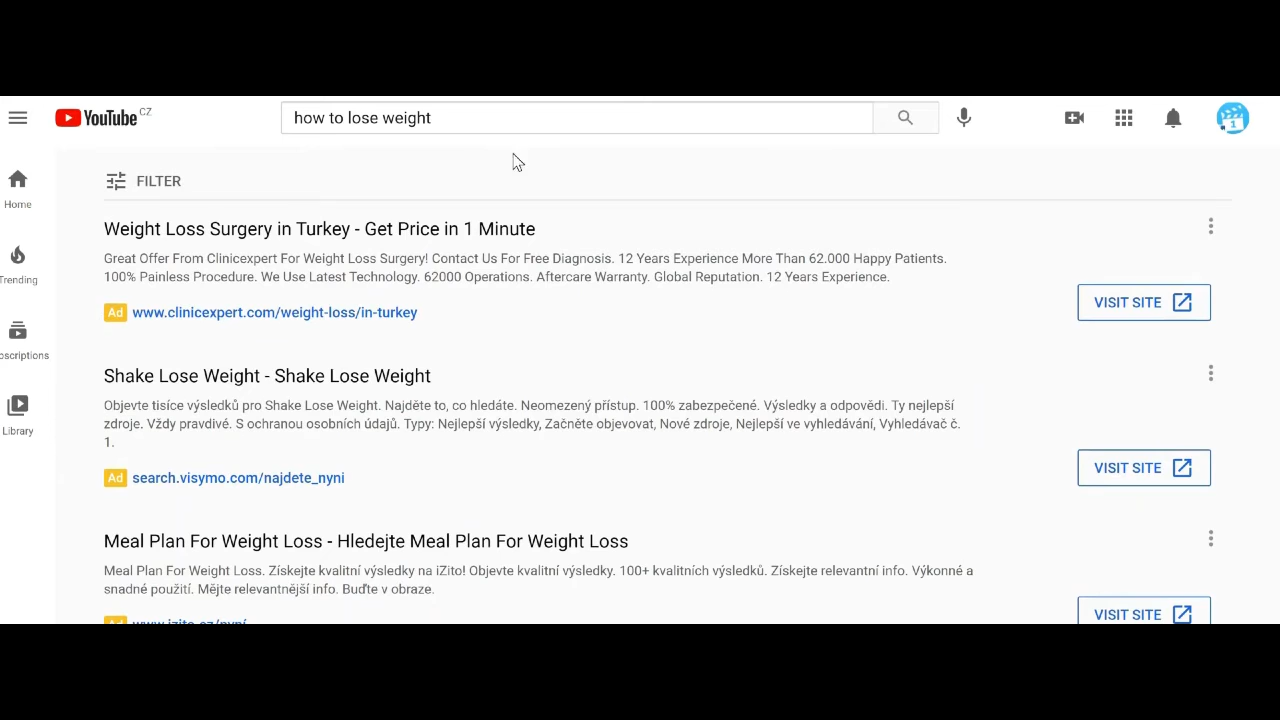 YouTube CZ
how to lose weight
FILTER
Home
Weight Loss Surgery in Turkey - Get Price in 1 Minute
Great Offer From Clinicexpert For Weight Loss Surgery! Contact Us For Free Diagnosis. 12 Years Experience More Than 62.000 Happy Patients.
100% Painless Procedure. We Use Latest Technology. 62000 Operations. Aftercare Warranty. Global Reputation. 12 Years Experience.
Trending
VISIT SITE
Ad www.clinicexpert.com/weight-loss/in-turkey
bscriptions
Shake Lose Weight - Shake Lose Weight
Objevte tisíce výsledků pro Shake Lose Weight. Najděte to, co hledáte. Neomezený přístup. 100% zabezpečené. Výsledky a odpovědi. Ty nejlepší
zdroje. Vždy pravdivé. S ochranou osobních údajů. Typy: Nejlepší výsledky, Začněte objevovat, Nové zdroje, Nejlepší ve vyhledávání, Vyhledávač č.
1.
Library
VISIT SITE
Ad search.visymo.com/najdete_nyni
Meal Plan For Weight Loss - Hledejte Meal Plan For Weight Loss
Meal Plan For Weight Loss. Získejte kvalitní výsledky na iZito! Objevte kvalitní výsledky. 100+ kvalitních výsledků. Získejte relevantní info. Výkonné a
snadné použití. Mějte relevantnější info. Buďte v obraze.
VISIT SITE
Ad www.izito.cz/nyní
1